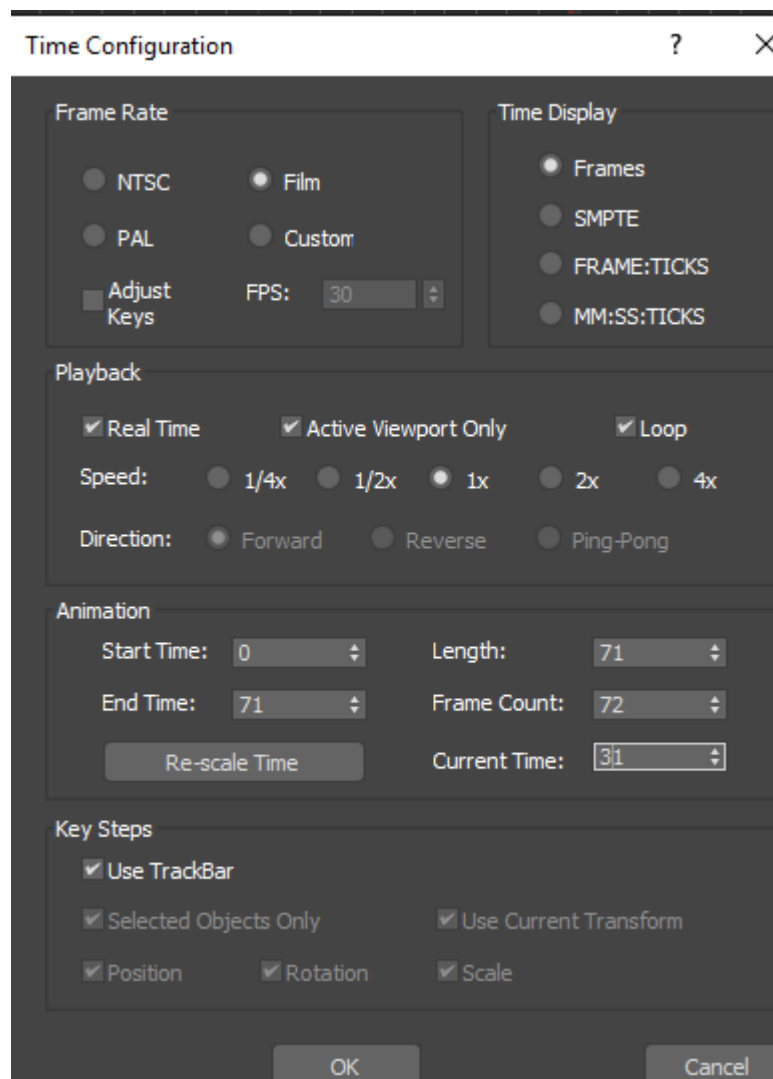 Time Configuration ? X
Frame Rate
NTSC Film
PAL Custom
Adjust Keys FPS: 30
Time Display
Frames
SMPTE
FRAME:TICKS
MM:SS:TICKS
Playback
Real Time Active Viewport Only Loop
Speed: 1/4x 1/2x 1x 2x 4x
Direction: Forward Reverse Ping-Pong
Animation
Start Time: 0 Length: 71
End Time: 71 Frame Count: 72
Re-scale Time Current Time: 31
Key Steps
Use TrackBar
Selected Objects Only Use Current Transform
Position Rotation Scale
OK Cancel